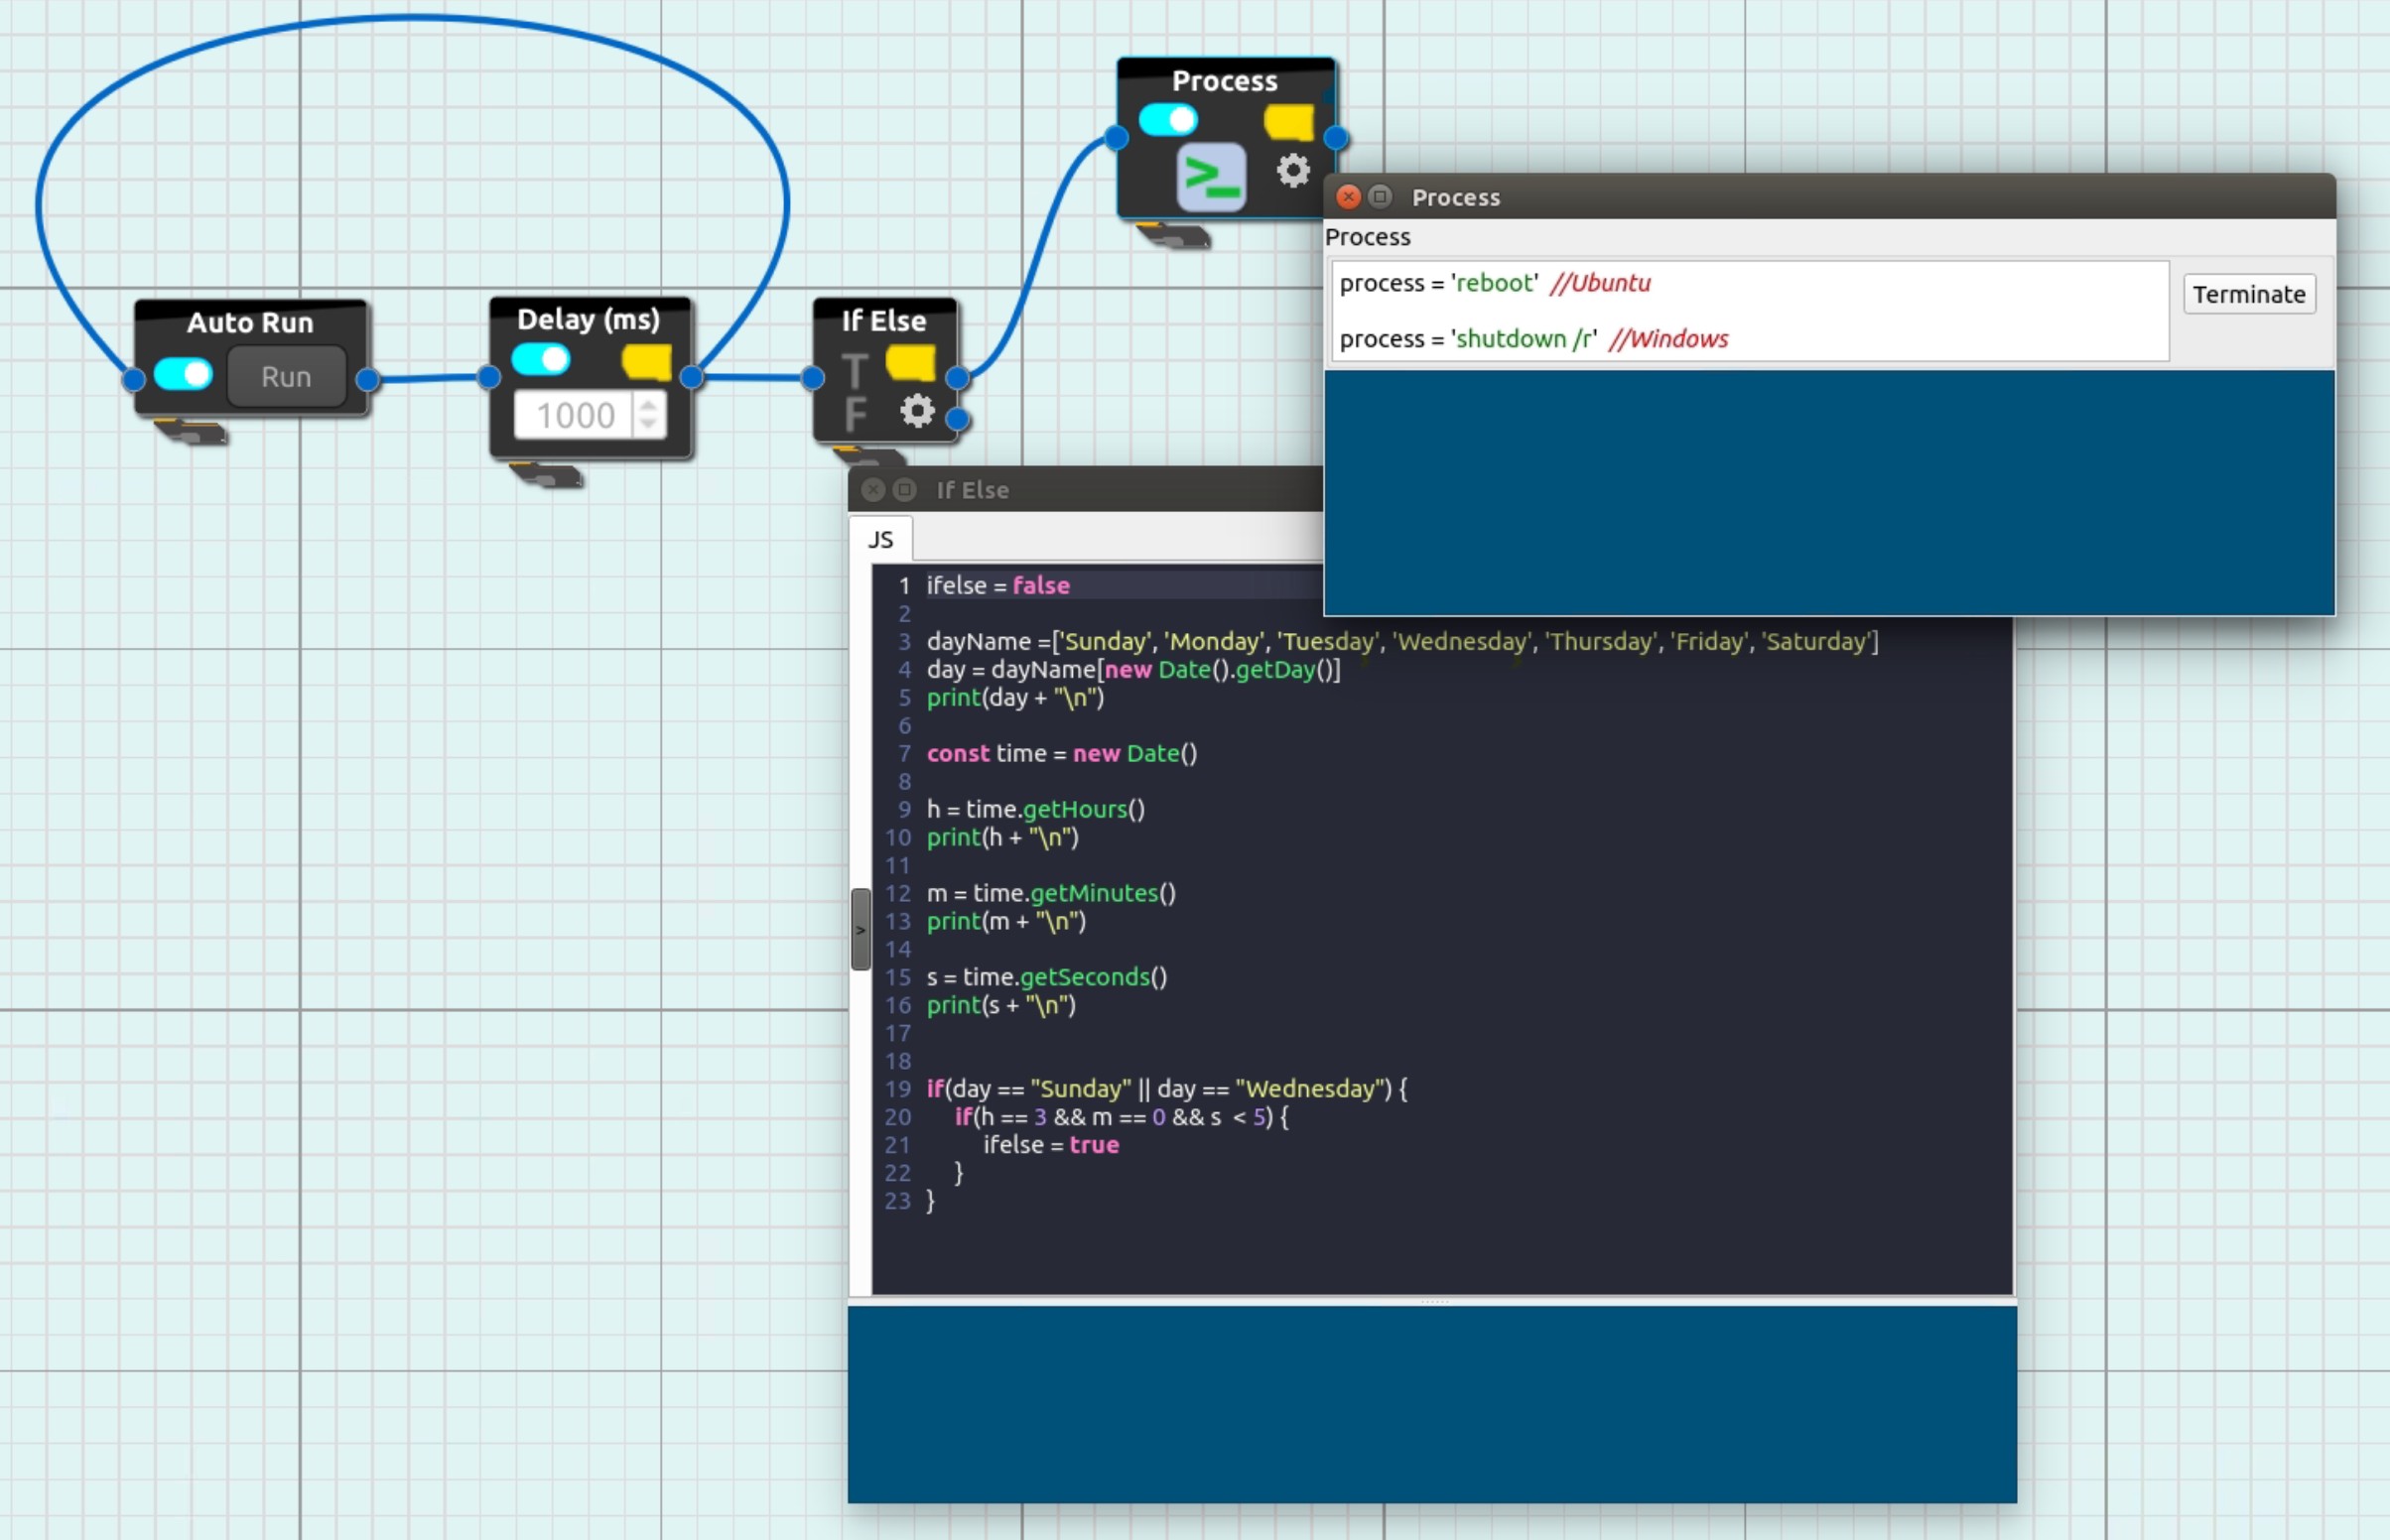 Process
>_
Auto Run
Run
Delay (ms)
1000
If Else
T
F
Process
Process
process = 'reboot' //Ubuntu
process = 'shutdown /r' //Windows
Terminate
If Else
JS
1 ifelse = false
2
3 dayName =['Sunday', 'Monday', 'Tuesday', 'Wednesday', 'Thursday', 'Friday', 'Saturday']
4 day = dayName[new Date().getDay()]
5 print(day + "\n")
6
7 const time = new Date()
8
9 h = time.getHours()
10 print(h + "\n")
11
12 m = time.getMinutes()
13 print(m + "\n")
14
15 s = time.getSeconds()
16 print(s + "\n")
17
18
19 if(day == "Sunday" || day == "Wednesday") {
20 if(h == 3 && m == 0 && s < 5) {
21 ifelse = true
22 }
23 }
>